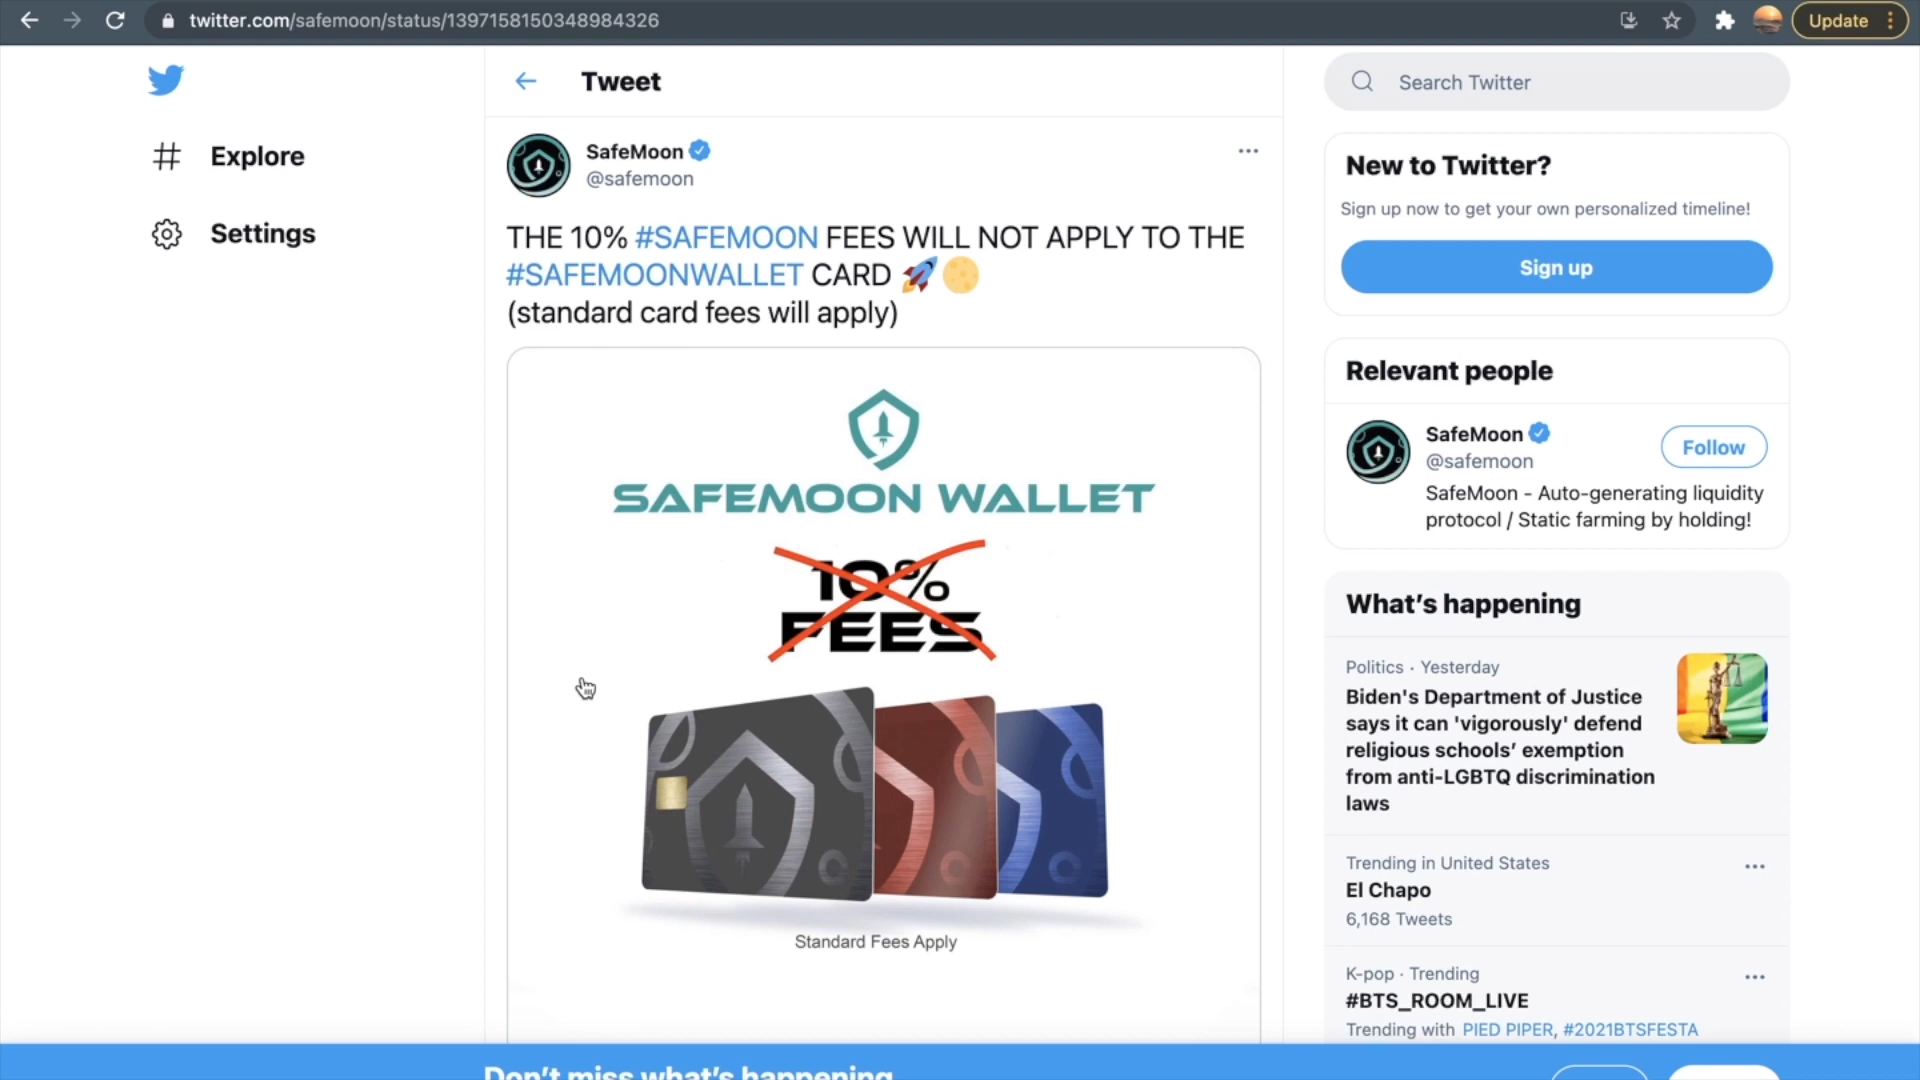 twitter.com/safemoon/status/1397158150348984326
Update
Explore
Settings
Tweet
SafeMoon
@safemoon
THE 10% #SAFEMOON FEES WILL NOT APPLY TO THE
#SAFEMOONWALLET CARD 🚀🌕
(standard card fees will apply)
SAFEMOON WALLET
10%
FEES
Standard Fees Apply
Search Twitter
New to Twitter?
Sign up now to get your own personalized timeline!
Sign up
Relevant people
SafeMoon
@safemoon
Follow
SafeMoon - Auto-generating liquidity
protocol / Static farming by holding!
What's happening
Politics · Yesterday
Biden's Department of Justice
says it can 'vigorously' defend
religious schools’ exemption
from anti-LGBTQ discrimination
laws
Trending in United States
El Chapo
6,168 Tweets
K-pop · Trending
#BTS_ROOM_LIVE
Trending with PIED PIPER, #2021BTSFESTA
Don't miss what's happening